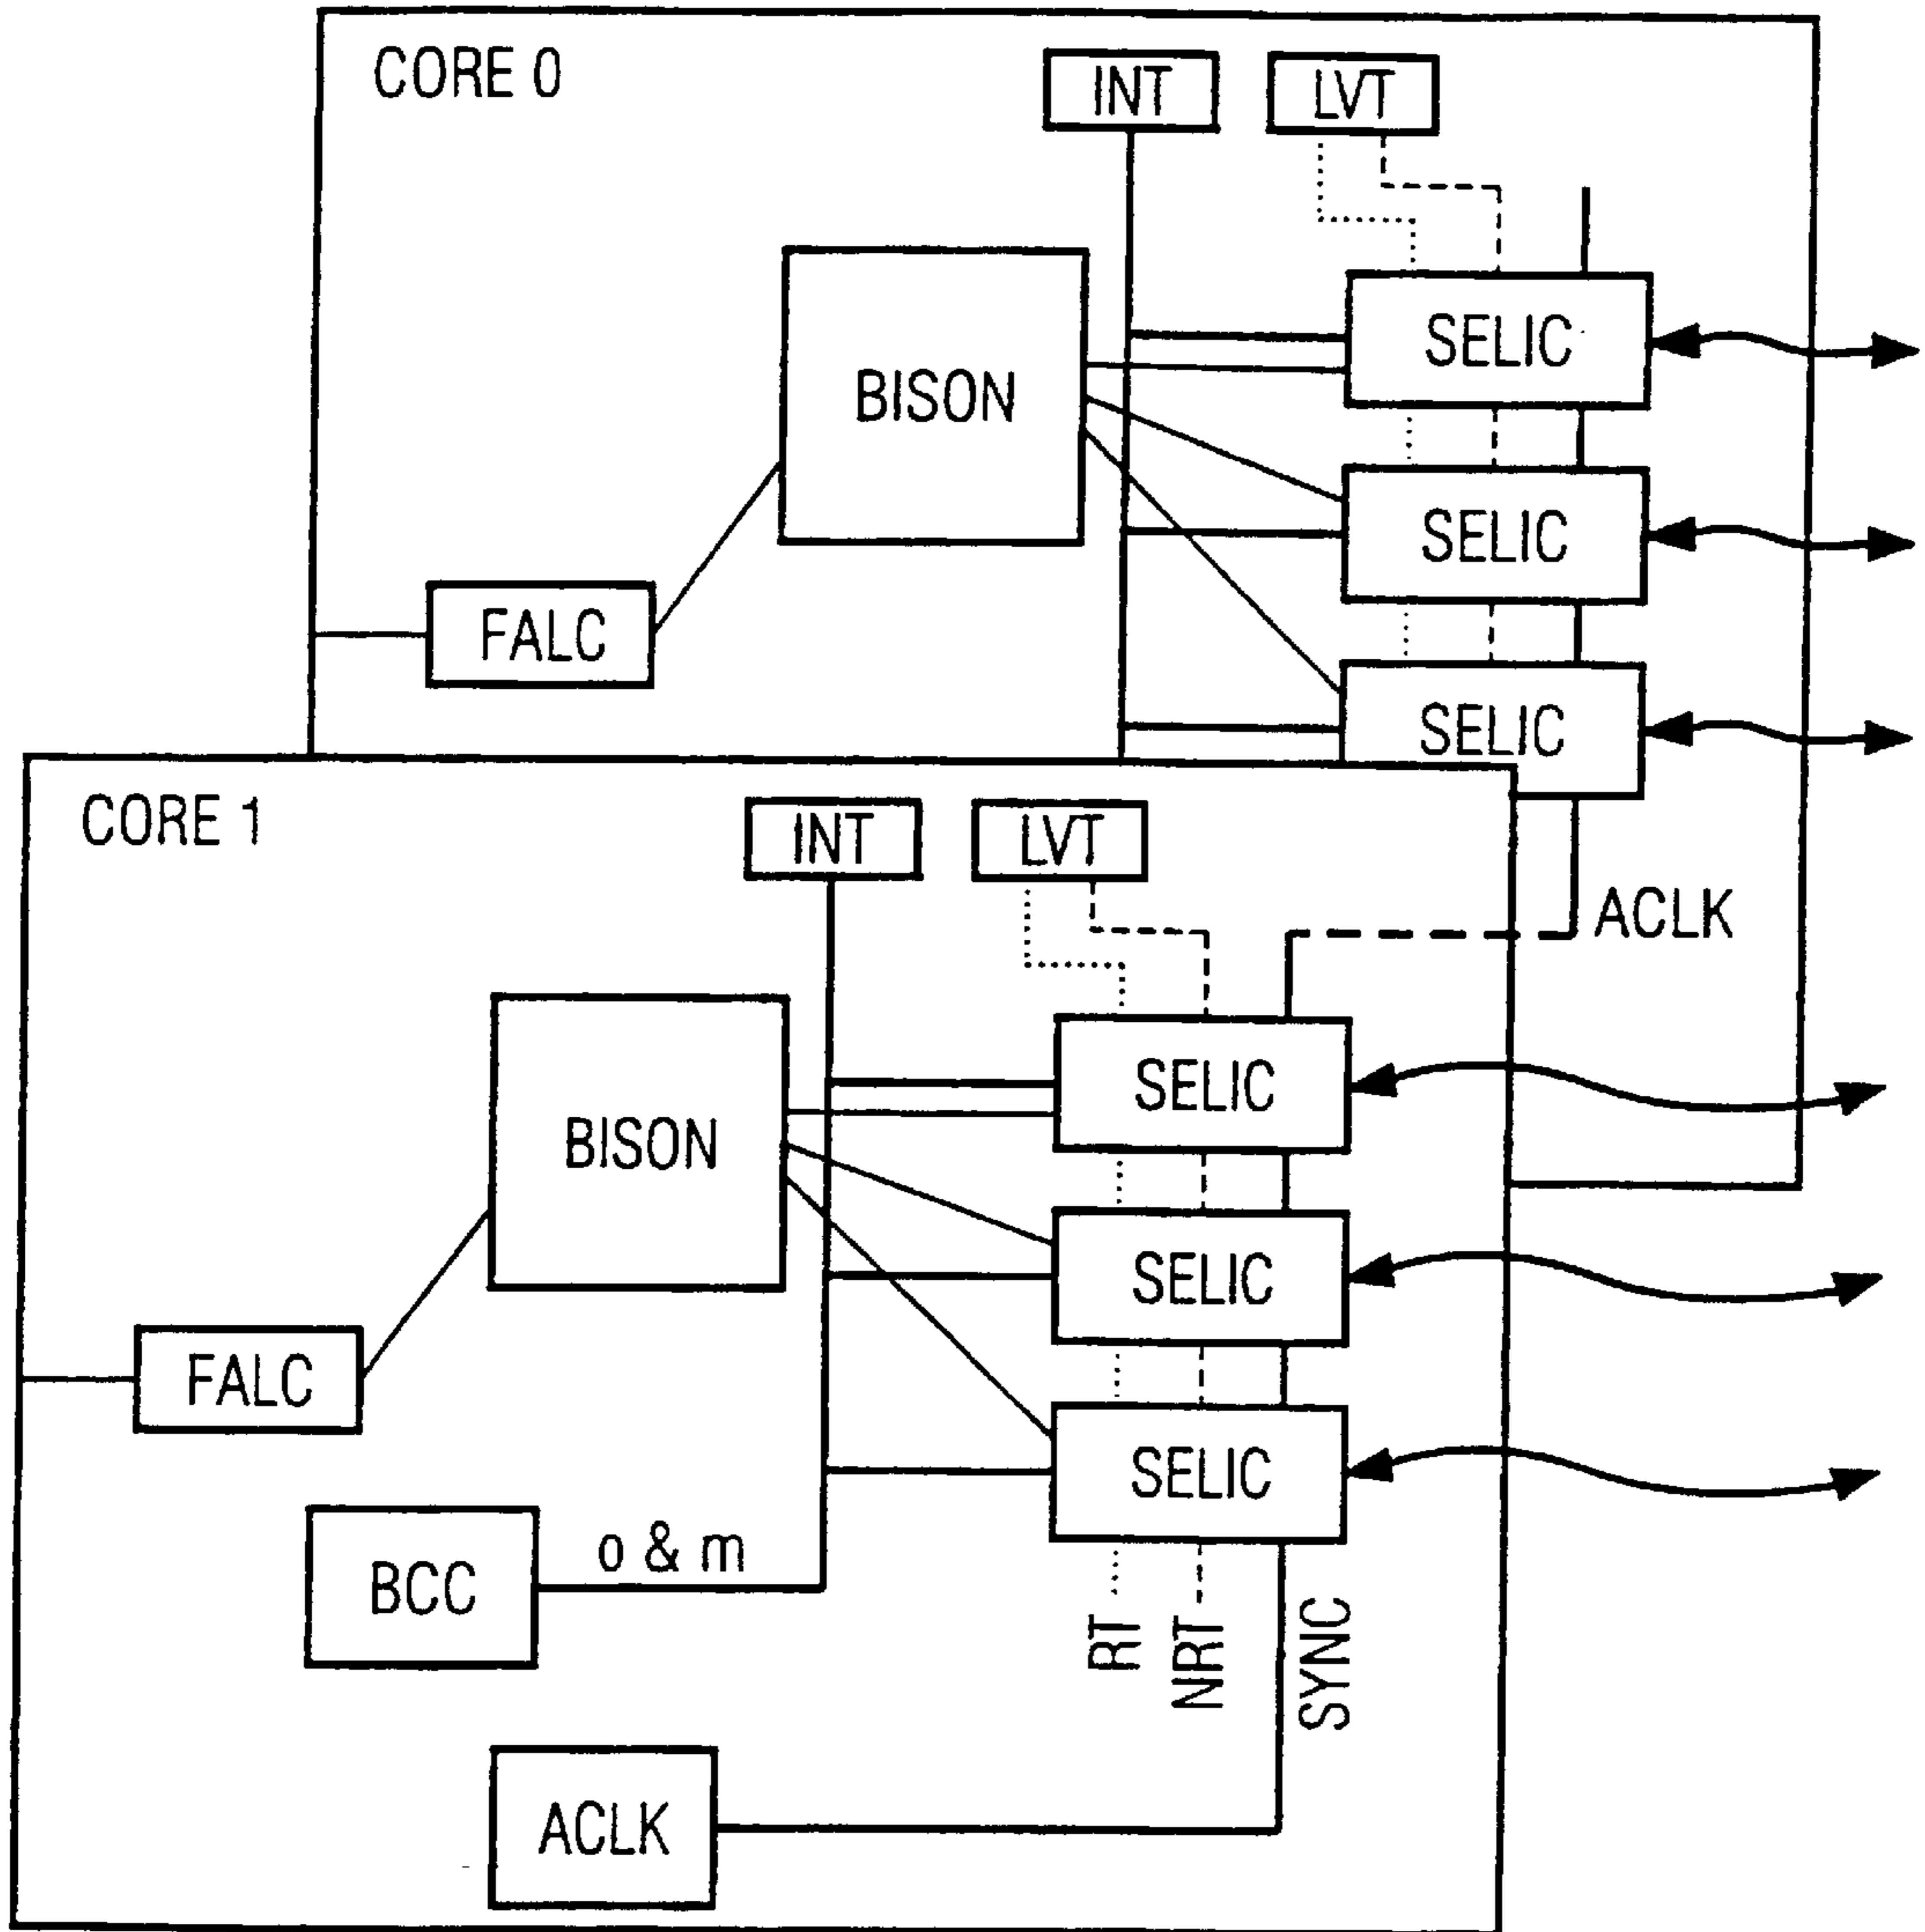 CORE 0
INT
LVT
SELIC
BISON
SELIC
FALC
SELIC
CORE 1
INT
LVT
ACLK
SELIC
BISON
SELIC
FALC
SELIC
BCC
o & m
RT
NRT
SYNC
ACLK